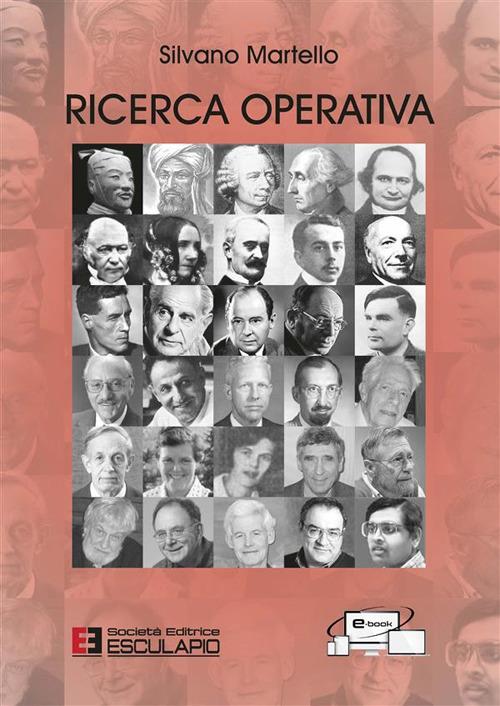 Silvano Martello
RICERCA OPERATIVA
Società Editrice
ESCULAPIO
e-book